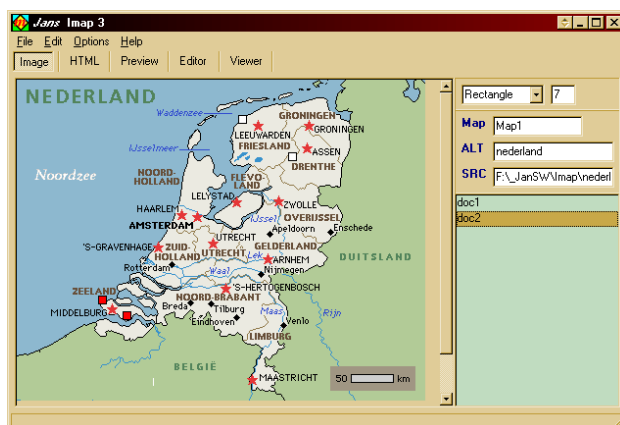 Jans Imap 3
File Edit Options Help
Image HTML Preview Editor Viewer
NEDERLAND
Waddenzee
GRONINGEN
LEEUWARDEN
GRONINGEN
FRIESLAND
IJsselmeer
ASSEN
DRENTHE
Noordzee
NOORD-
HOLLAND
FLEVO-
LAND
LELYSTAD
ZWOLLE
HAARLEM
OVERIJSSEL
AMSTERDAM
IJssel
Apeldoorn
Enschede
UTRECHT
'S-GRAVENHAGE
ZUID-
HOLLAND
UTRECHT
GELDERLAND
Lek
ARNHEM
DUITSLAND
Rotterdam
Waal
Nijmegen
'S-HERTOGENBOSCH
ZEELAND
NOORD-BRABANT
MIDDELBURG
Breda
Tilburg
Maas
Rijn
Eindhoven
Venlo
LIMBURG
BELGIË
MAASTRICHT
50 km
Rectangle 7
Map Map1
ALT nederland
SRC F:\_JanSW\Imap\nederl
doc1
doc2